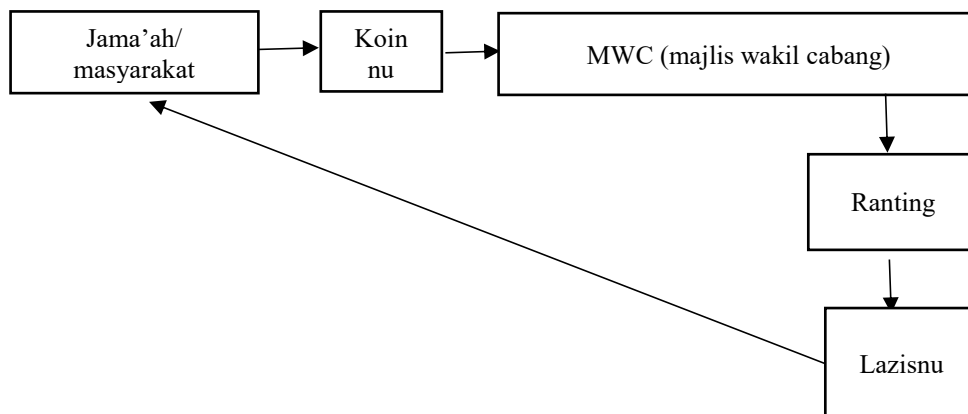 Jama’ah/
masyarakat
Koin
nu
MWC (majlis wakil cabang)
Ranting
Lazisnu